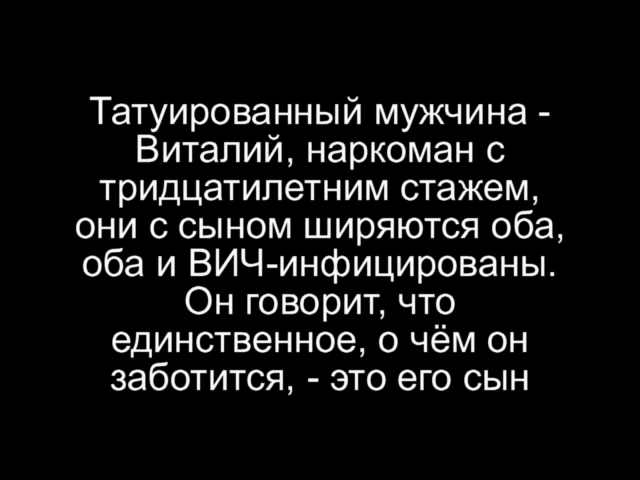 Татуированный мужчина -
Виталий, наркоман с
тридцатилетним стажем,
они с сыном ширяются оба,
оба и ВИЧ-инфицированы.
Он говорит, что
единственное, о чём он
заботится, - это его сын